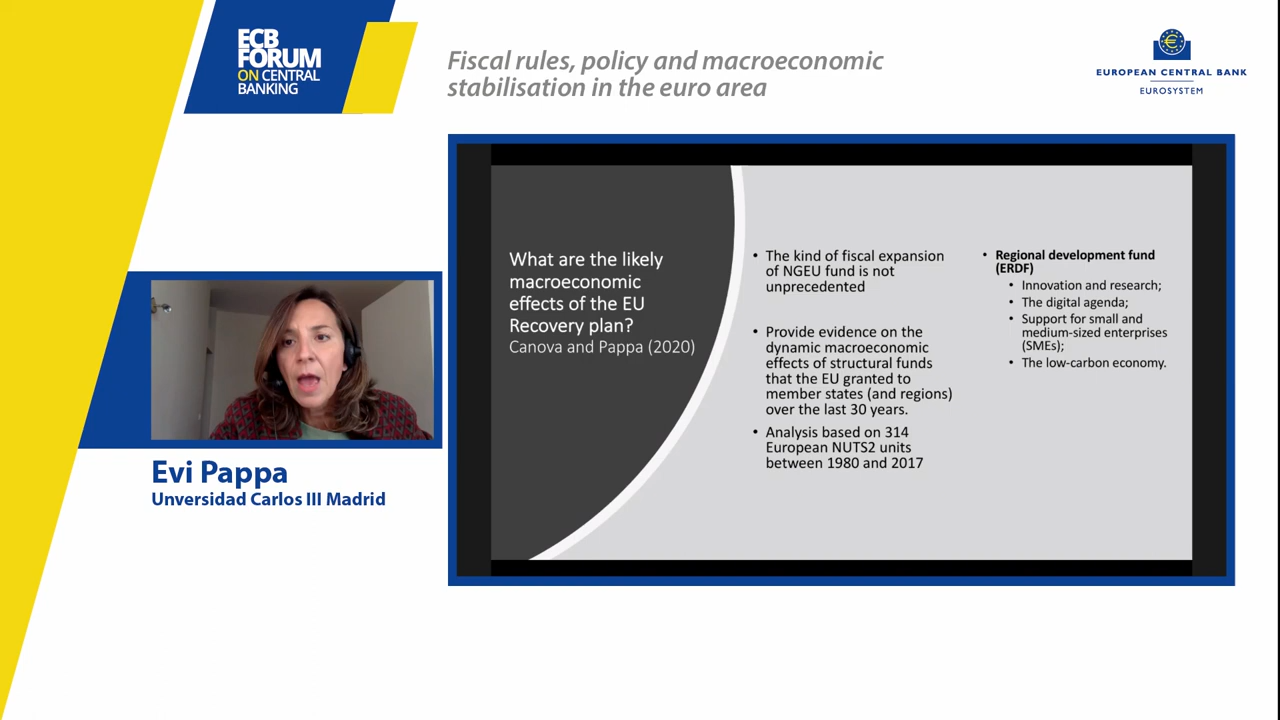 ECB
FORUM
ON CENTRAL
BANKING
Fiscal rules, policy and macroeconomic
stabilisation in the euro area
EUROPEAN CENTRAL BANK
EUROSYSTEM
What are the likely
macroeconomic
effects of the EU
Recovery plan?
Canova and Pappa (2020)
• The kind of fiscal expansion
of NGEU fund is not
unprecedented
• Provide evidence on the
dynamic macroeconomic
effects of structural funds
that the EU granted to
member states (and regions)
over the last 30 years.
• Analysis based on 314
European NUTS2 units
between 1980 and 2017
• Regional development fund
(ERDF)
• Innovation and research;
• The digital agenda;
• Support for small and
medium-sized enterprises
(SMEs);
• The low-carbon economy.
Evi Pappa
Unversidad Carlos III Madrid